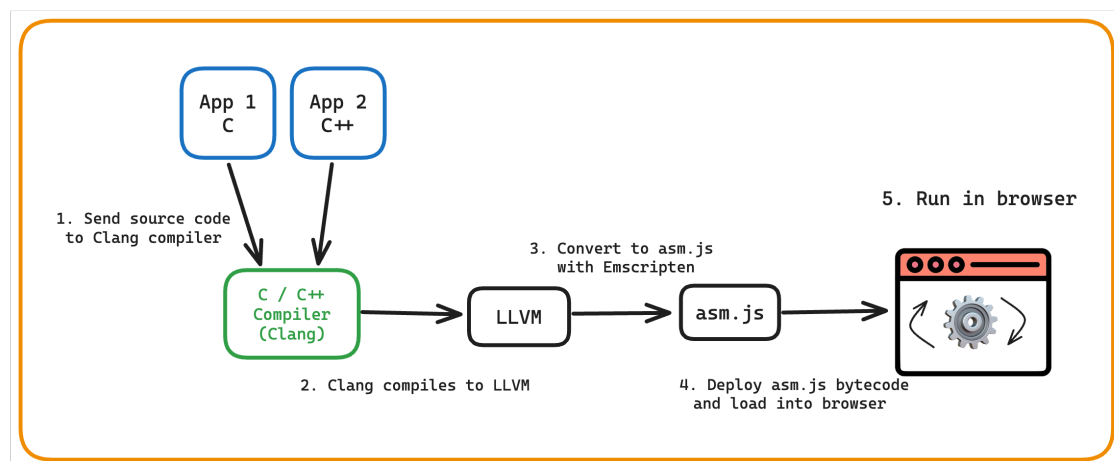 App 1
C
App 2
C++
1. Send source code
to Clang compiler
C / C++
Compiler
(Clang)
2. Clang compiles to LLVM
LLVM
3. Convert to asm.js
with Emscripten
asm.js
4. Deploy asm.js bytecode
and load into browser
5. Run in browser